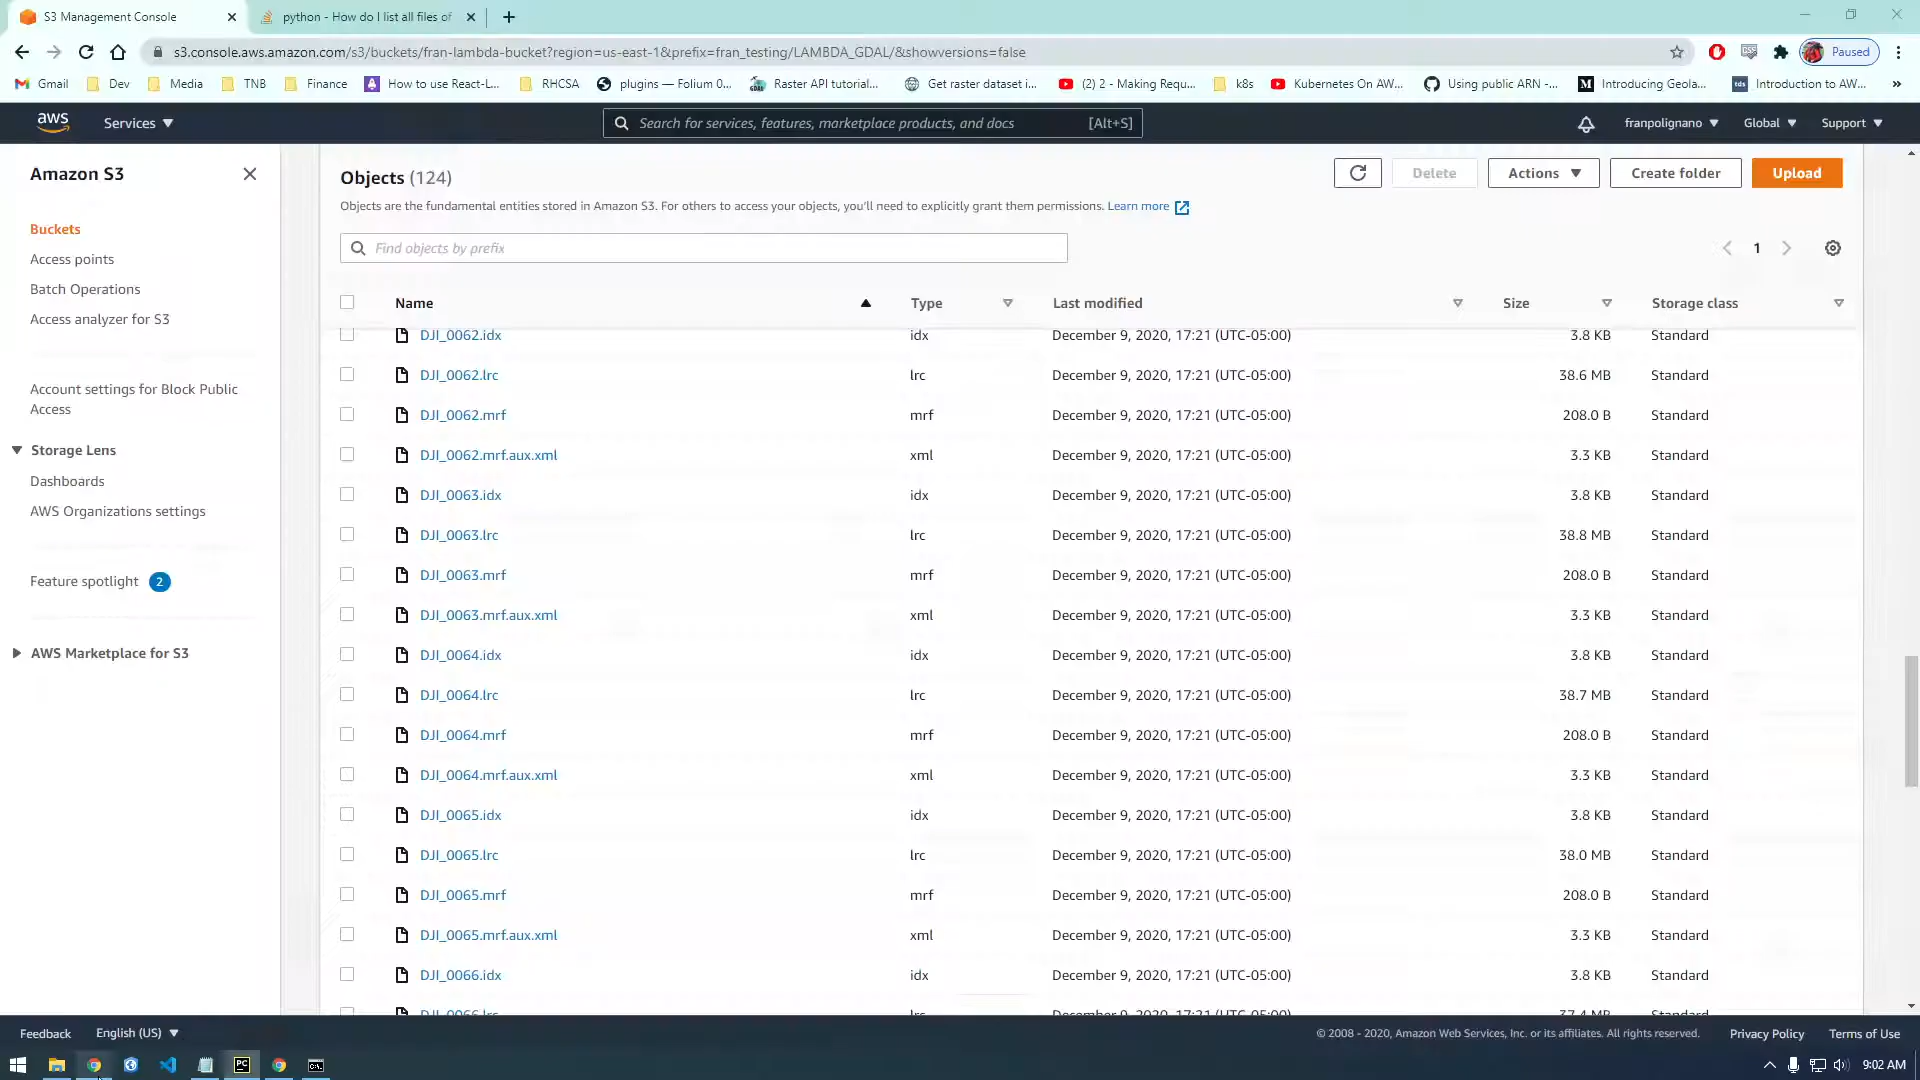 S3 Management Console
python - How do I list all files of
s3.console.aws.amazon.com/s3/buckets/fran-lambda-bucket?region=us-east-1&prefix=fran_testing/LAMBDA_GDAL/&showversions=false
Paused
Gmail
Dev
Media
TNB
Finance
How to use React-L...
RHCSA
plugins — Folium 0...
Raster API tutorial...
Get raster dataset i...
(2) 2 - Making Requ...
k8s
Kubernetes On AW...
Using public ARN -...
Introducing Geola...
Introduction to AW...
aws
Services
Search for services, features, marketplace products, and docs
[Alt+S]
franpolignano
Global
Support
Amazon S3
Buckets
Access points
Batch Operations
Access analyzer for S3
Account settings for Block Public
Access
Storage Lens
Dashboards
AWS Organizations settings
Feature spotlight 2
AWS Marketplace for S3
Objects (124)
Delete
Actions
Create folder
Upload
Objects are the fundamental entities stored in Amazon S3. For others to access your objects, you'll need to explicitly grant them permissions. Learn more
Find objects by prefix
1
Name Type Last modified Size Storage class
DJI_0062.idx idx December 9, 2020, 17:21 (UTC-05:00) 3.8 KB Standard
DJI_0062.lrc lrc December 9, 2020, 17:21 (UTC-05:00) 38.6 MB Standard
DJI_0062.mrf mrf December 9, 2020, 17:21 (UTC-05:00) 208.0 B Standard
DJI_0062.mrf.aux.xml xml December 9, 2020, 17:21 (UTC-05:00) 3.3 KB Standard
DJI_0063.idx idx December 9, 2020, 17:21 (UTC-05:00) 3.8 KB Standard
DJI_0063.lrc lrc December 9, 2020, 17:21 (UTC-05:00) 38.8 MB Standard
DJI_0063.mrf mrf December 9, 2020, 17:21 (UTC-05:00) 208.0 B Standard
DJI_0063.mrf.aux.xml xml December 9, 2020, 17:21 (UTC-05:00) 3.3 KB Standard
DJI_0064.idx idx December 9, 2020, 17:21 (UTC-05:00) 3.8 KB Standard
DJI_0064.lrc lrc December 9, 2020, 17:21 (UTC-05:00) 38.7 MB Standard
DJI_0064.mrf mrf December 9, 2020, 17:21 (UTC-05:00) 208.0 B Standard
DJI_0064.mrf.aux.xml xml December 9, 2020, 17:21 (UTC-05:00) 3.3 KB Standard
DJI_0065.idx idx December 9, 2020, 17:21 (UTC-05:00) 3.8 KB Standard
DJI_0065.lrc lrc December 9, 2020, 17:21 (UTC-05:00) 38.0 MB Standard
DJI_0065.mrf mrf December 9, 2020, 17:21 (UTC-05:00) 208.0 B Standard
DJI_0065.mrf.aux.xml xml December 9, 2020, 17:21 (UTC-05:00) 3.3 KB Standard
DJI_0066.idx idx December 9, 2020, 17:21 (UTC-05:00) 3.8 KB Standard
Feedback
English (US)
© 2008 - 2020, Amazon Web Services, Inc. or its affiliates. All rights reserved.
Privacy Policy
Terms of Use
9:02 AM